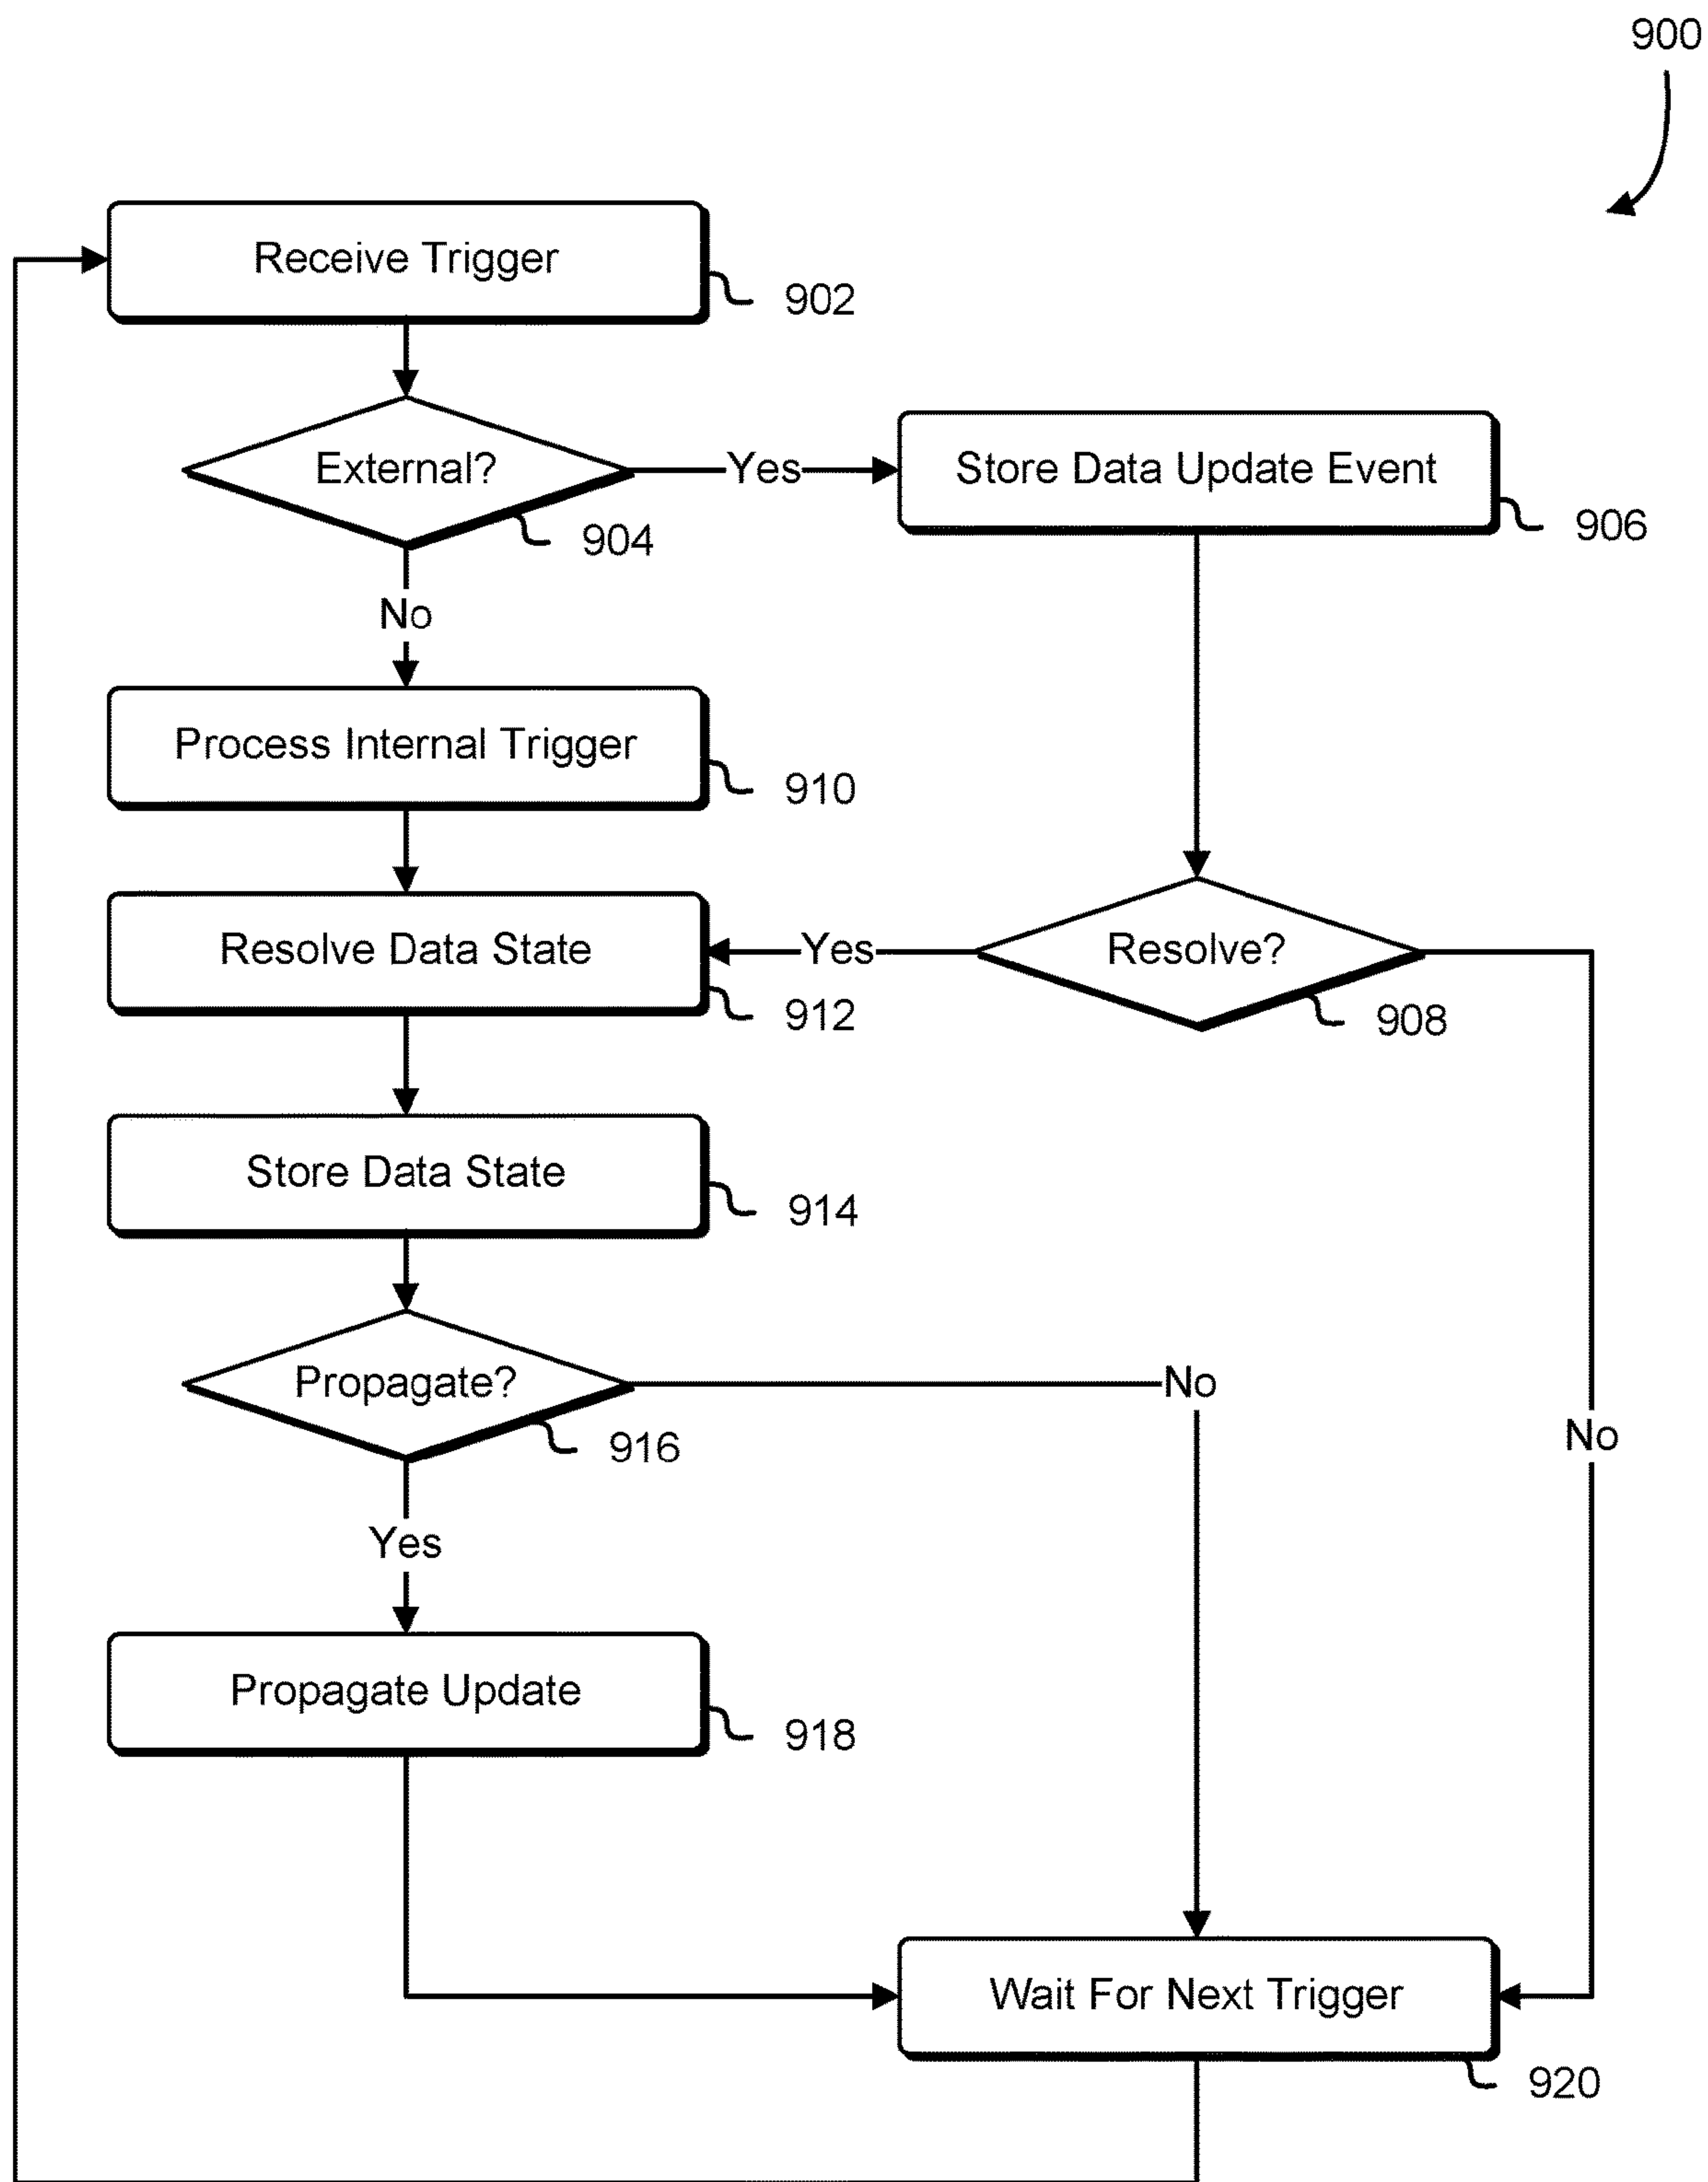 900
Receive Trigger
902
External?
Yes
Store Data Update Event
904
906
No
Process Internal Trigger
910
Resolve Data State
Yes
Resolve?
912
908
Store Data State
914
Propagate?
No
916
No
Yes
Propagate Update
918
Wait For Next Trigger
920